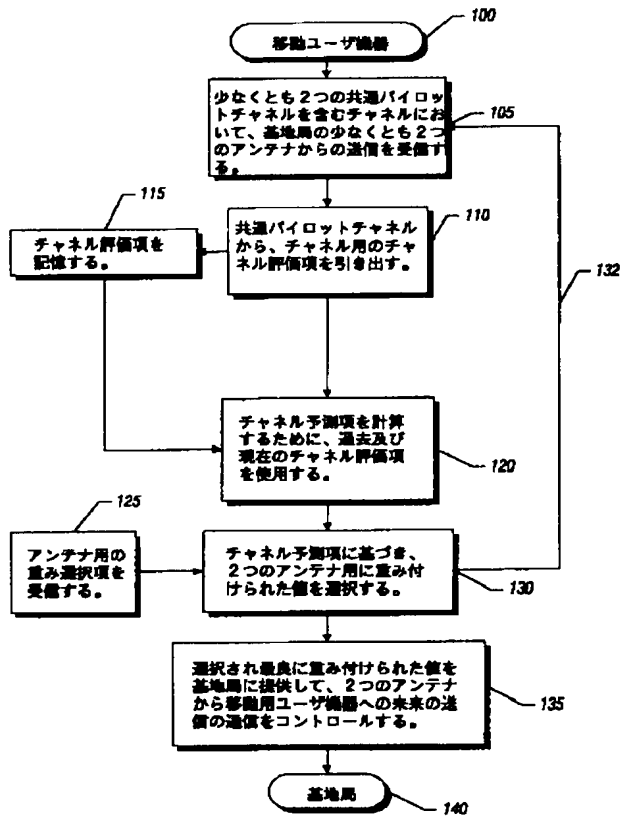 100
移動ユーザ機器
少なくとも2つの共通パイロッ
トチャネルを含むチャネルにお
いて、基地局の少なくとも2つ
のアンテナからの送信を受信す
る。
105
115
チャネル評価項を
記憶する。
共通パイロットチャネル
から、チャネル用のチャ
ネル評価項を引き出す。
110
132
チャネル予測項を計算
するために、過去及び
現在のチャネル評価項
を使用する。
120
125
アンテナ用の
重み選択項を
受信する。
チャネル予測項に基づき、
2つのアンテナ用に重み付
けられた値を選択する。
130
選択され最良に重み付けられた値を
基地局に提供して、2つのアンテナ
から移動用ユーザ機器への未来の送
信の通信をコントロールする。
135
基地局
140